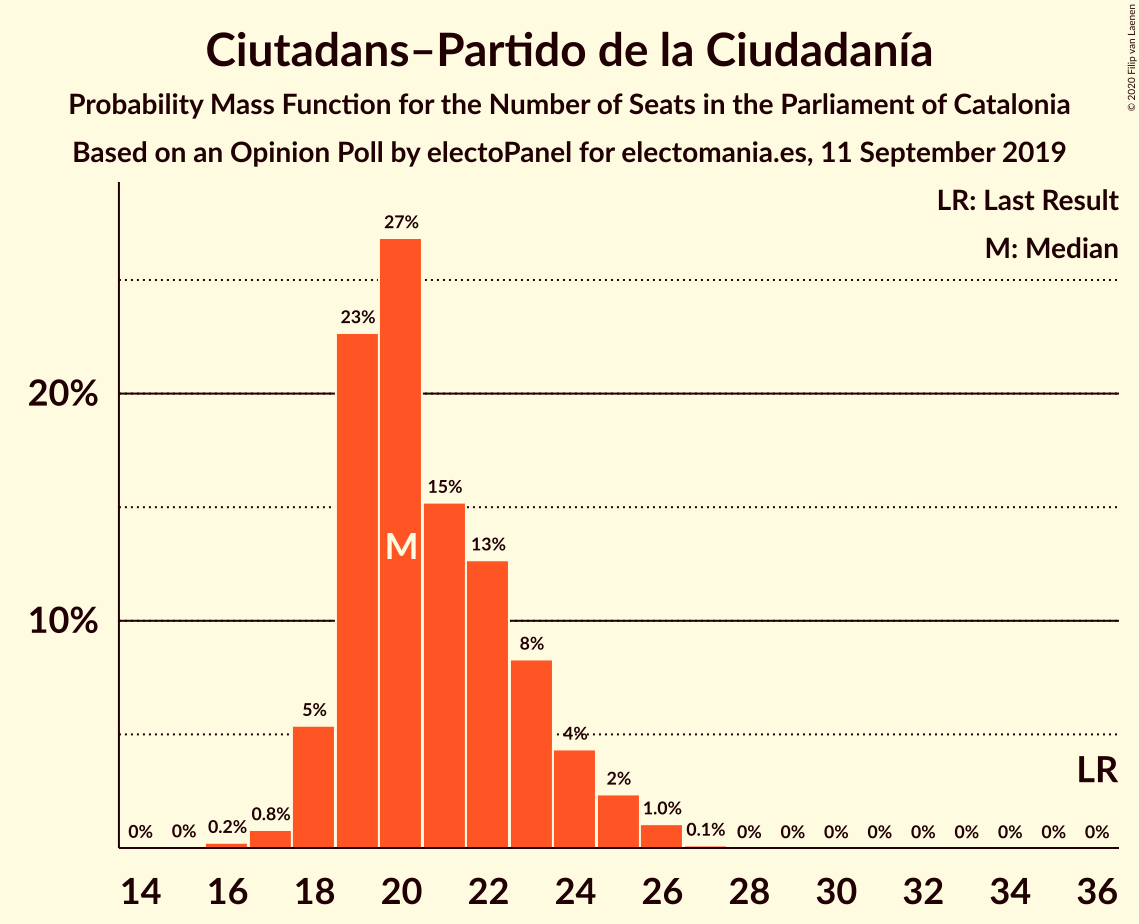 Ciutadans–Partido de la Ciudadanía
Probability Mass Function for the Number of Seats in the Parliament of Catalonia
Based on an Opinion Poll by electoPanel for electomania.es, 11 September 2019
© 2020 Filip van Laenen
LR: Last Result
M: Median
27%
23%
20%
15%
M
13%
10%
8%
5%
4%
LR
2%
0% 0% 0.2% 0.8% 1.0% 0.1% 0% 0% 0% 0% 0% 0% 0% 0% 0%
14 16 18 20 22 24 26 28 30 32 34 36